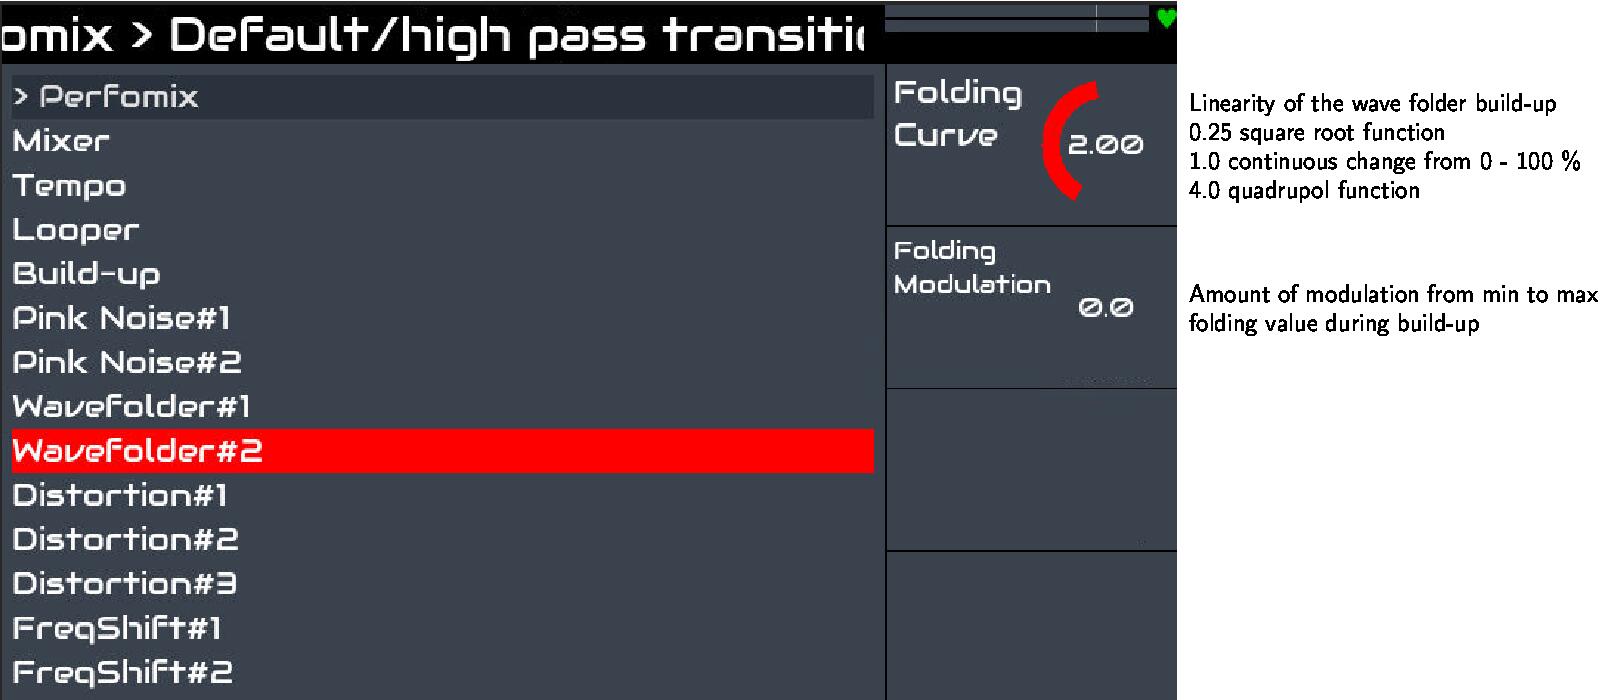 omix > Default/high pass transitic
> Perfomix
Mixer
Tempo
Looper
Build-up
Pink Noise#1
Pink Noise#2
Wavefolder#1
Wavefolder#2
Distortion#1
Distortion#2
Distortion#3
FreqShift#1
FreqShift#2
Folding
Curve
2.00
Folding
Modulation
0.0
Linearity of the wave folder build-up
0.25 square root function
1.0 continuous change from 0 - 100 %
4.0 quadrupol function
Amount of modulation from min to max
folding value during build-up